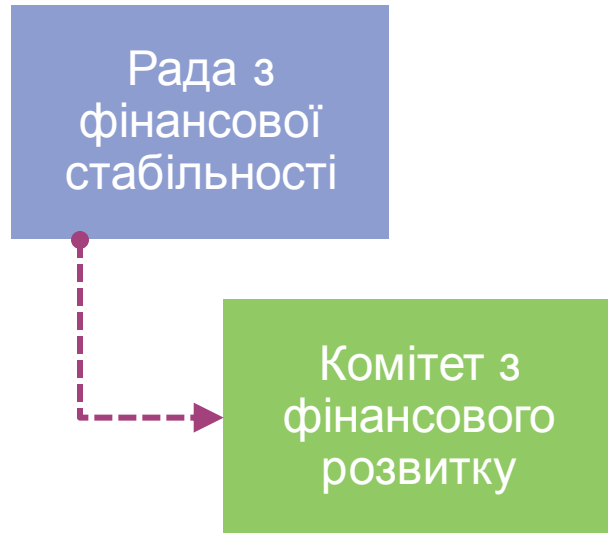 Рада з
фінансової
стабільності
Комітет з
фінансового
розвитку